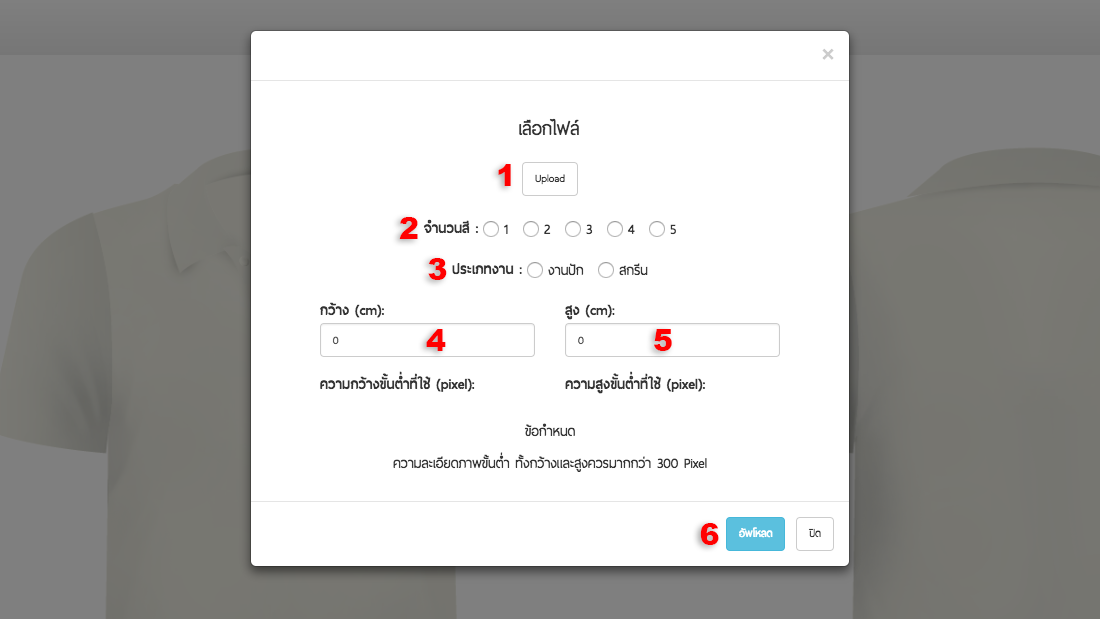 ×
เลือกไฟล์
1 Upload
2 จำนวนสี : 1 2 3 4 5
3 ประเภทงาน : งานปัก สกรีน
กว้าง (cm): สูง (cm):
0 4 0 5
ความกว้างขั้นต่ำที่ใช้ (pixel): ความสูงขั้นต่ำที่ใช้ (pixel):
ข้อกำหนด
ความละเอียดภาพขั้นต่ำ ทั้งกว้างและสูงควรมากกว่า 300 Pixel
6 อัพโหลด ปิด